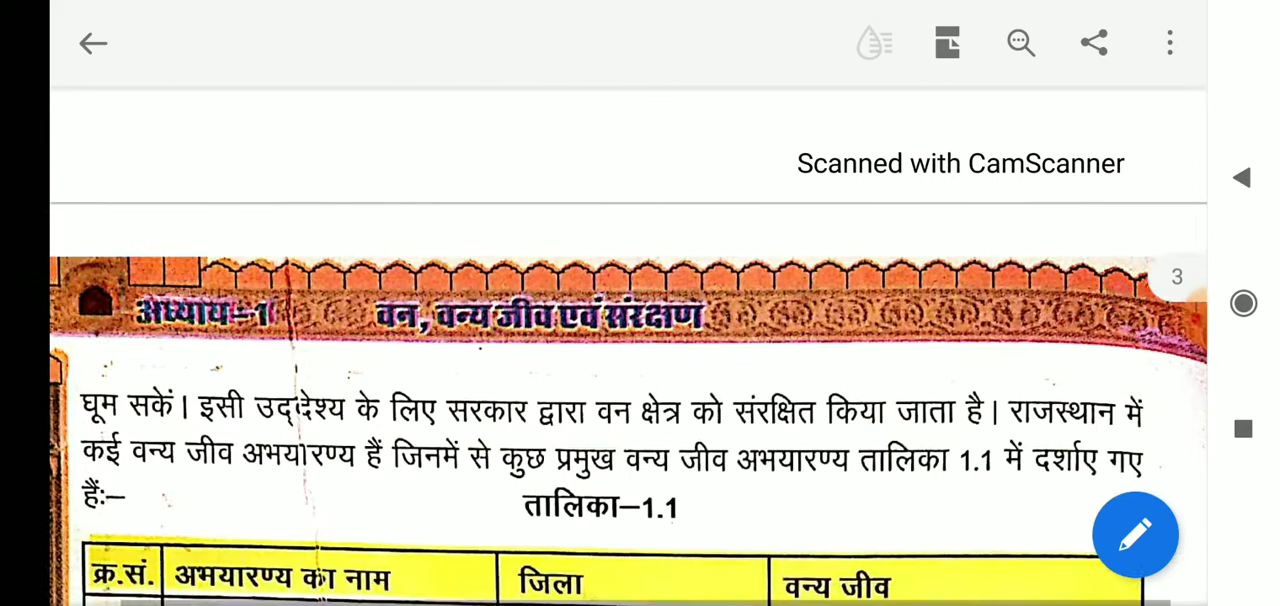 Scanned with CamScanner
3
अध्याय–1 वन, वन्य जीव एवं संरक्षण
घूम सकें। इसी उद्देश्य के लिए सरकार द्वारा वन क्षेत्र को संरक्षित किया जाता है। राजस्थान में
कई वन्य जीव अभयारण्य हैं जिनमें से कुछ प्रमुख वन्य जीव अभयारण्य तालिका 1.1 में दर्शाए गए
हैं:–
तालिका–1.1
क्र.सं. अभयारण्य का नाम जिला वन्य जीव